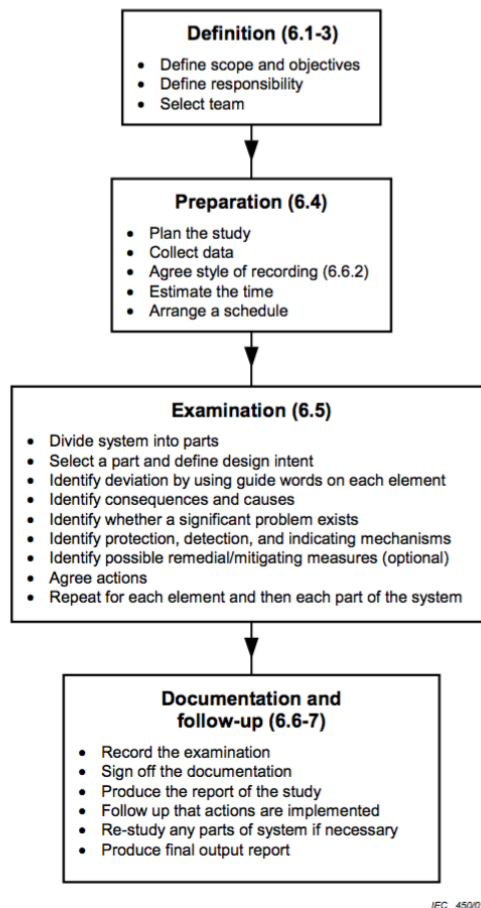 Definition (6.1-3)
• Define scope and objectives
• Define responsibility
• Select team
Preparation (6.4)
• Plan the study
• Collect data
• Agree style of recording (6.6.2)
• Estimate the time
• Arrange a schedule
Examination (6.5)
• Divide system into parts
• Select a part and define design intent
• Identify deviation by using guide words on each element
• Identify consequences and causes
• Identify whether a significant problem exists
• Identify protection, detection, and indicating mechanisms
• Identify possible remedial/mitigating measures (optional)
• Agree actions
• Repeat for each element and then each part of the system
Documentation and
follow-up (6.6-7)
• Record the examination
• Sign off the documentation
• Produce the report of the study
• Follow up that actions are implemented
• Re-study any parts of system if necessary
• Produce final output report
IEC